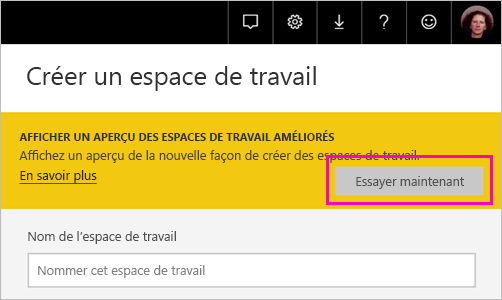 Créer un espace de travail
AFFICHER UN APERÇU DES ESPACES DE TRAVAIL AMÉLIORÉS
Affichez un aperçu de la nouvelle façon de créer des espaces de travail.
En savoir plus
Essayer maintenant
Nom de l'espace de travail
Nommer cet espace de travail